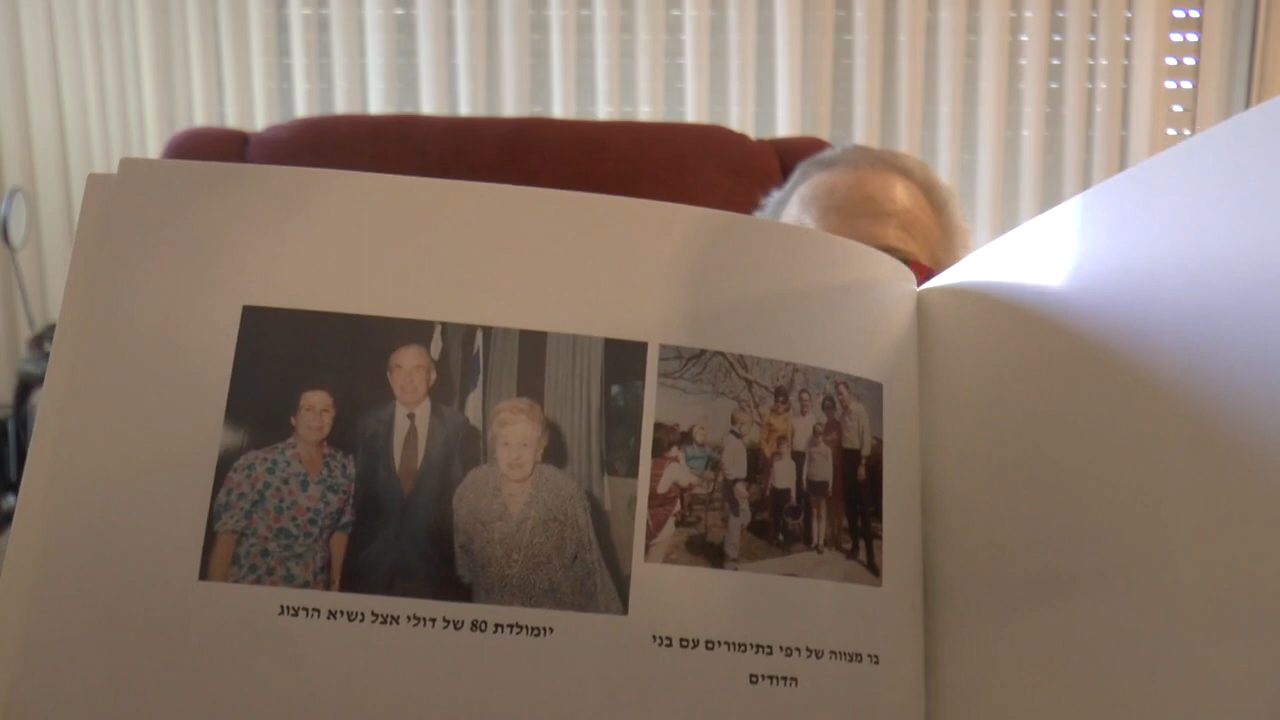 יומולדת 80 של דולי אצל נשיא הרצוג
בר מצווה של רפי בתימורים עם בני
הדודים